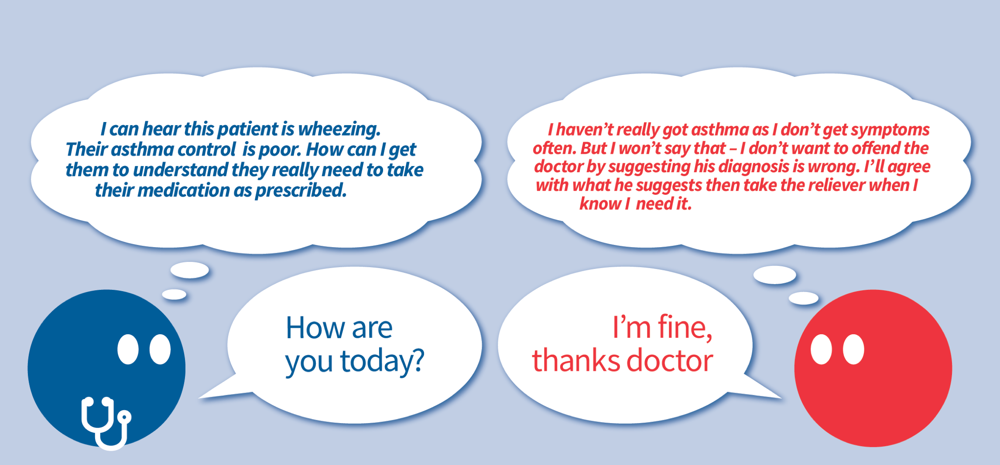 I can hear this patient is wheezing.
Their asthma control is poor. How can I get
them to understand they really need to take
their medication as prescribed.
I haven’t really got asthma as I don’t get symptoms
often. But I won’t say that – I don’t want to offend the
doctor by suggesting his diagnosis is wrong. I’ll agree
with what he suggests then take the reliever when I
know I need it.
How are
you today?
I’m fine,
thanks doctor